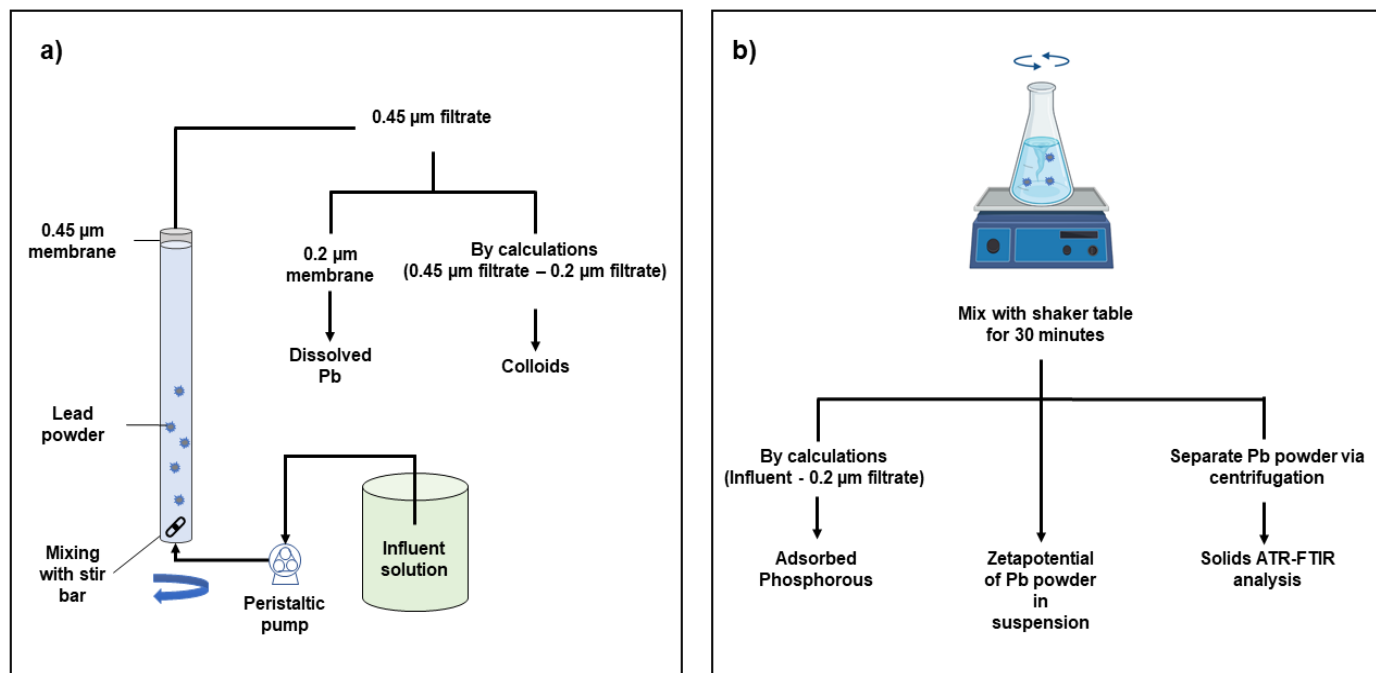 a)
0.45 µm filtrate
0.45 µm
membrane
0.2 µm
membrane
By calculations
(0.45 µm filtrate – 0.2 µm filtrate)
Dissolved
Pb
Colloids
Lead
powder
Mixing
with stir
bar
Peristaltic
pump
Influent
solution
b)
Mix with shaker table
for 30 minutes
By calculations
(Influent - 0.2 µm filtrate)
Separate Pb powder via
centrifugation
Adsorbed
Phosphorous
Zetapotential
of Pb powder
in
suspension
Solids ATR-FTIR
analysis